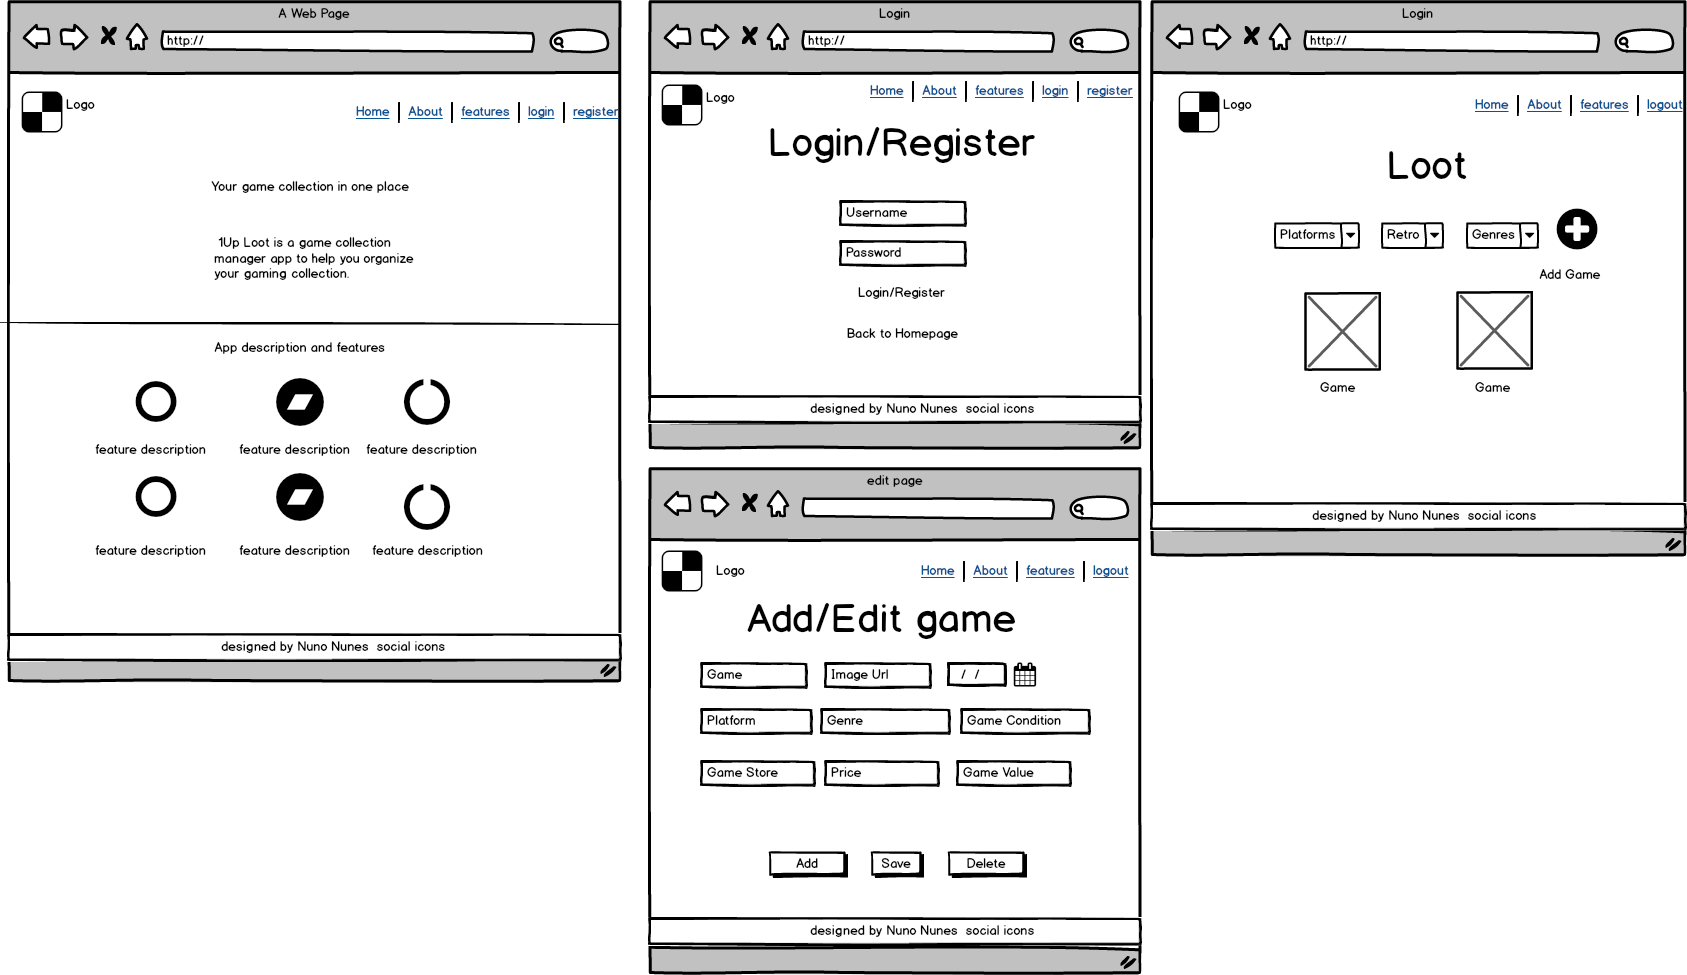 A Web Page
http://
Logo
Home About features login register
Your game collection in one place
1Up Loot is a game collection
manager app to help you organize
your gaming collection.
App description and features
feature description feature description feature description
feature description feature description feature description
designed by Nuno Nunes social icons
Login
http://
Logo
Home About features login register
Login/Register
Username
Password
Login/Register
Back to Homepage
designed by Nuno Nunes social icons
edit page
Logo
Home About features logout
Add/Edit game
Game Image Url / /
Platform Genre Game Condition
Game Store Price Game Value
Add Save Delete
designed by Nuno Nunes social icons
Login
http://
Logo
Home About features logout
Loot
Platforms Retro Genres
Add Game
Game Game
designed by Nuno Nunes social icons